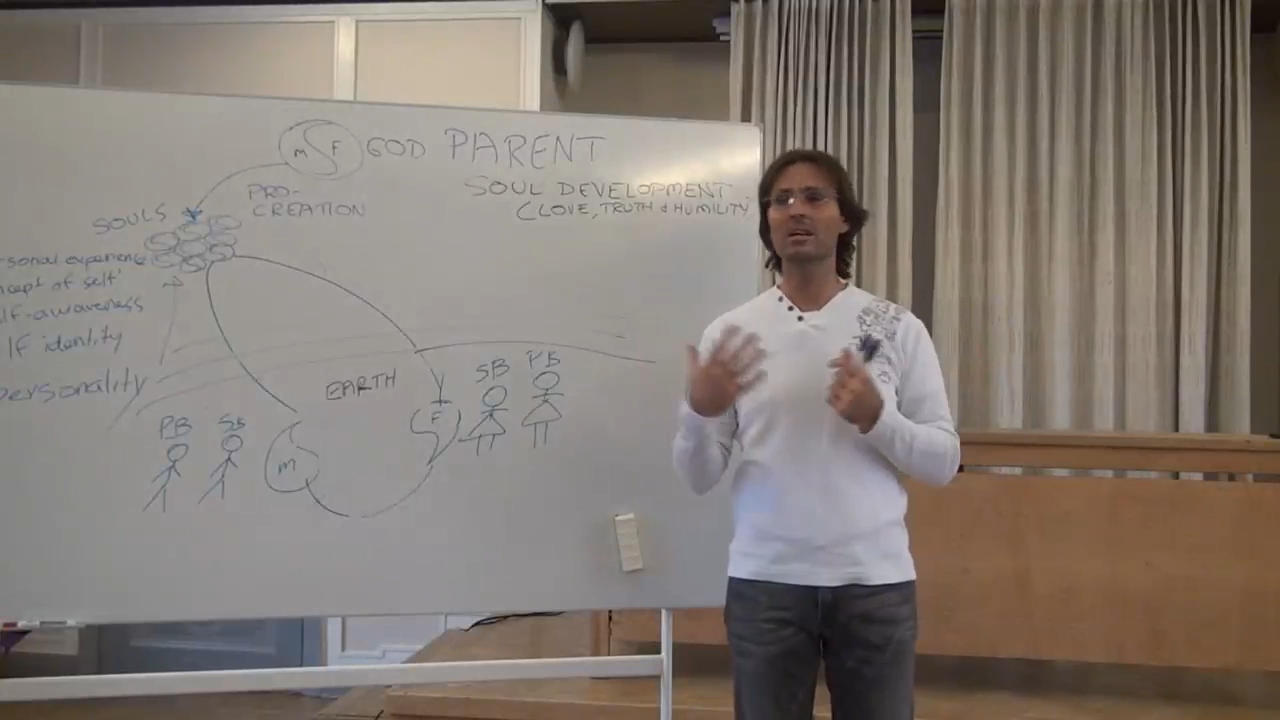 M F GOD PARENT
SOUL DEVELOPMENT
(LOVE, TRUTH & HUMILITY
PRO-
CREATION
SOULS
rsonal experience
ncept of self'
lf-awareness
lF identity
personality
EARTH
SB PB
F
PB SB
M